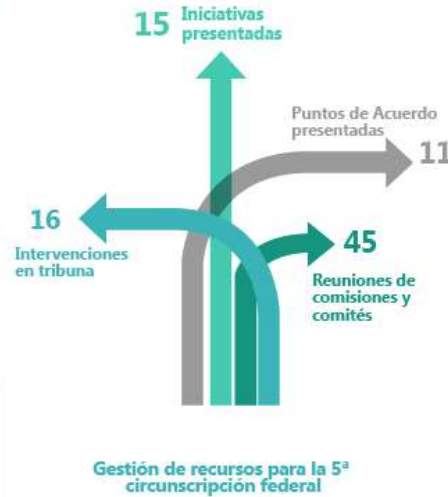 15 Iniciativas
presentadas
Puntos de Acuerdo
presentadas
11
16
Intervenciones
en tribuna
45
Reuniones de
comisiones y
comités
Gestión de recursos para la 5ª
circunscripción federal